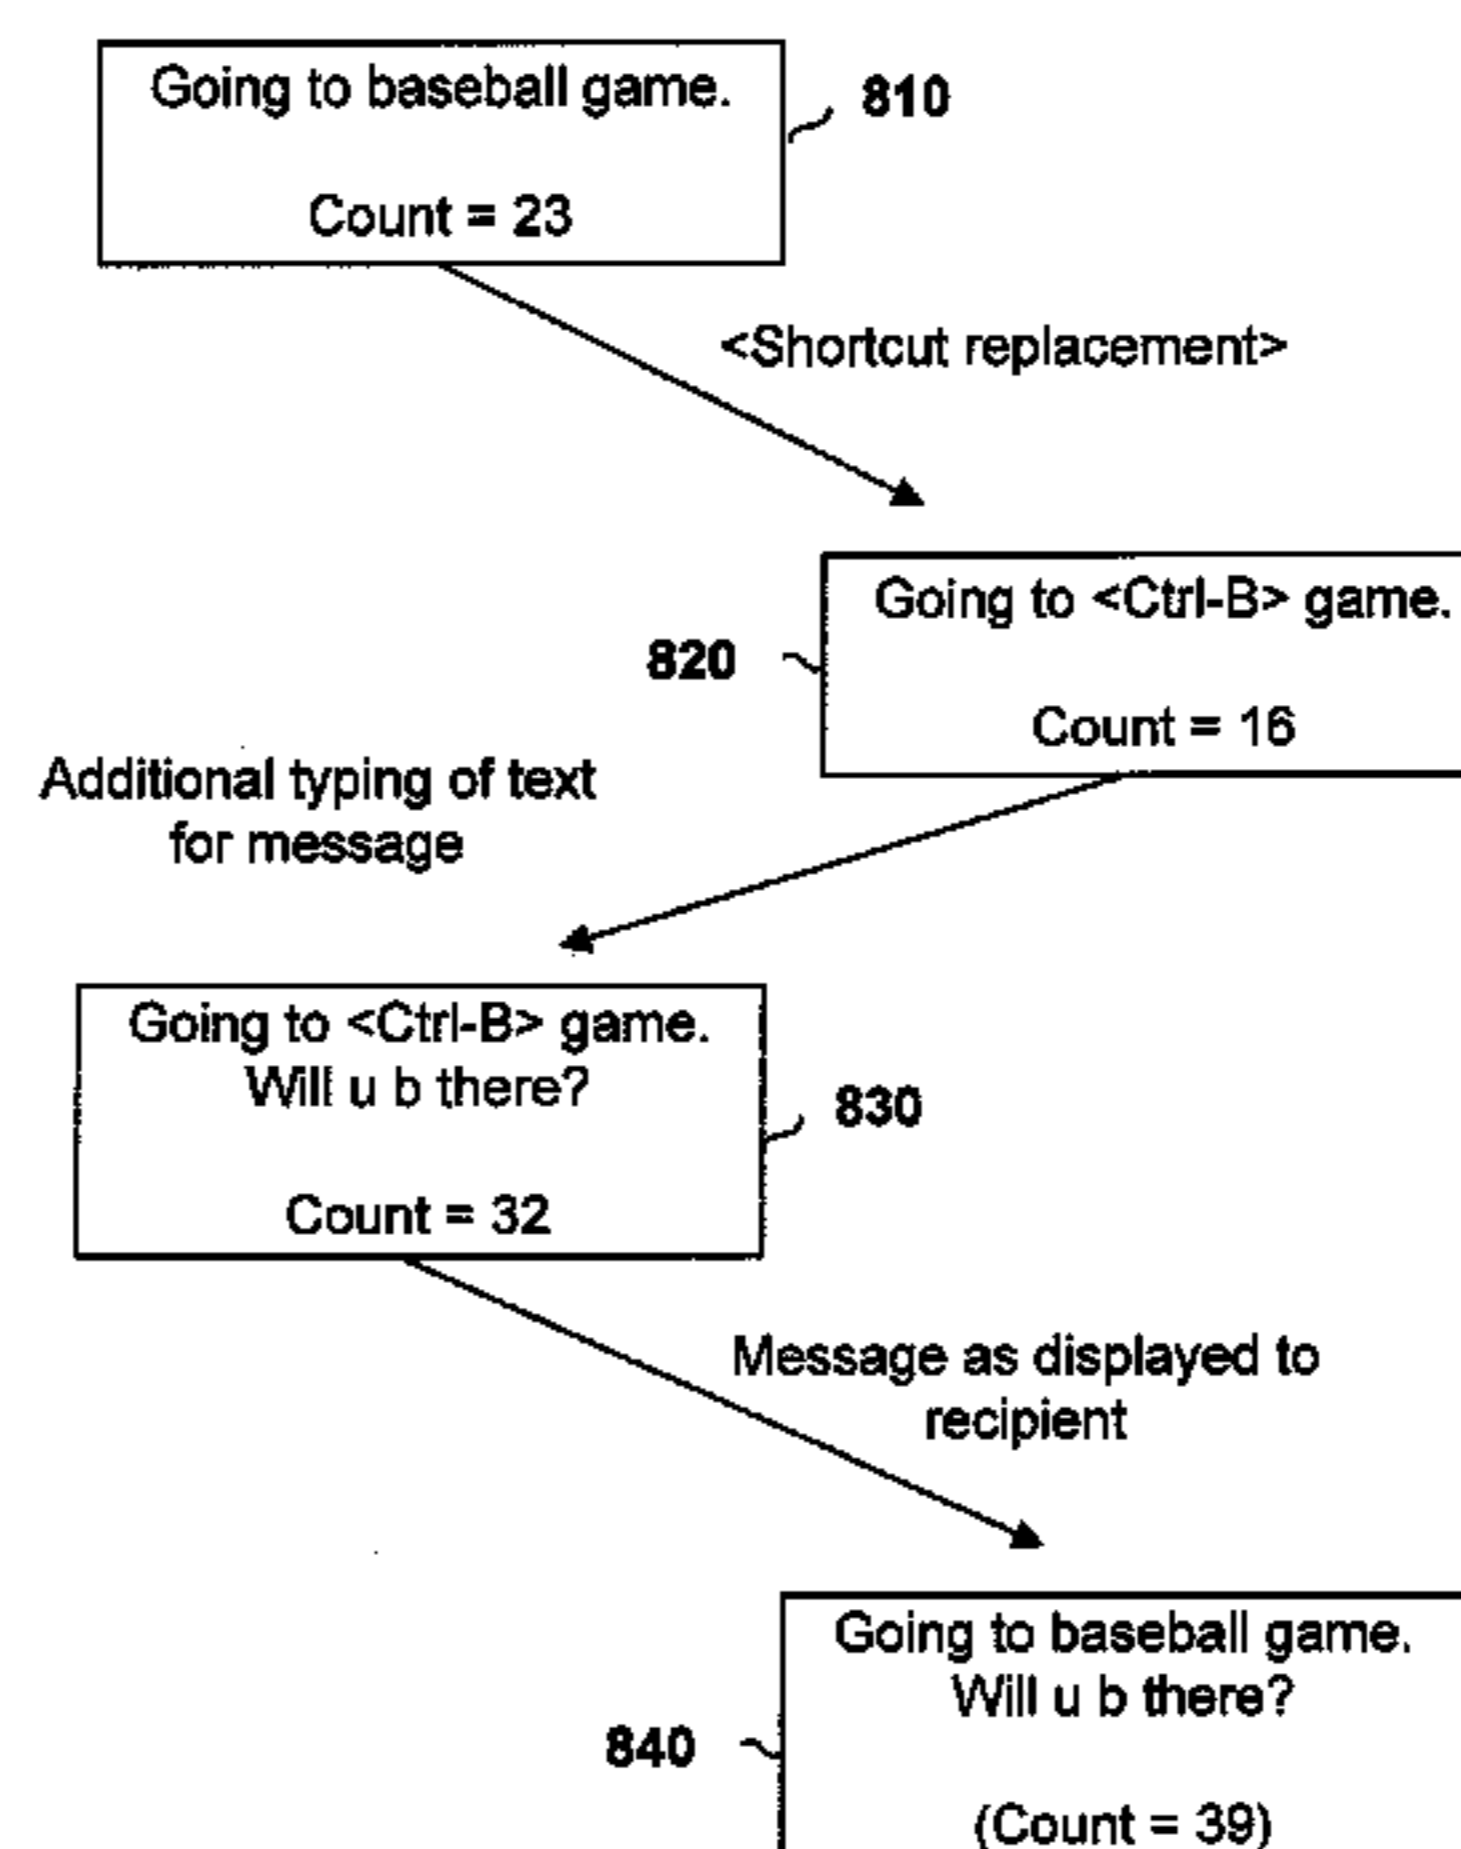 Going to baseball game.
810
Count = 23
<Shortcut replacement>
Going to <Ctrl-B> game.
820
Count = 16
Additional typing of text
for message
Going to <Ctrl-B> game.
Will u b there?
830
Count = 32
Message as displayed to
recipient
Going to baseball game.
Will u b there?
840
(Count = 39)